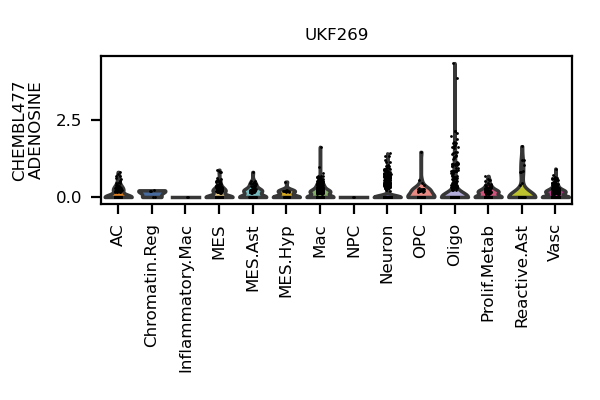 UKF269
CHEMBL477
ADENOSINE
2.5
0.0
AC
Chromatin.Reg
Inflammatory.Mac
MES
MES.Ast
MES.Hyp
Mac
NPC
Neuron
OPC
Oligo
Prolif.Metab
Reactive.Ast
Vasc